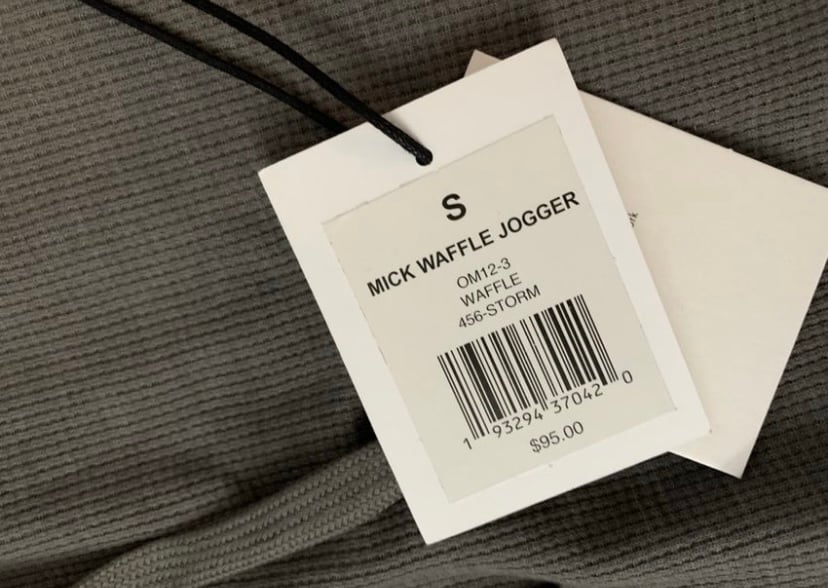 S
MICK WAFFLE JOGGER
OM12-3
WAFFLE
456-STORM
1 93294 37042 0
$95.00